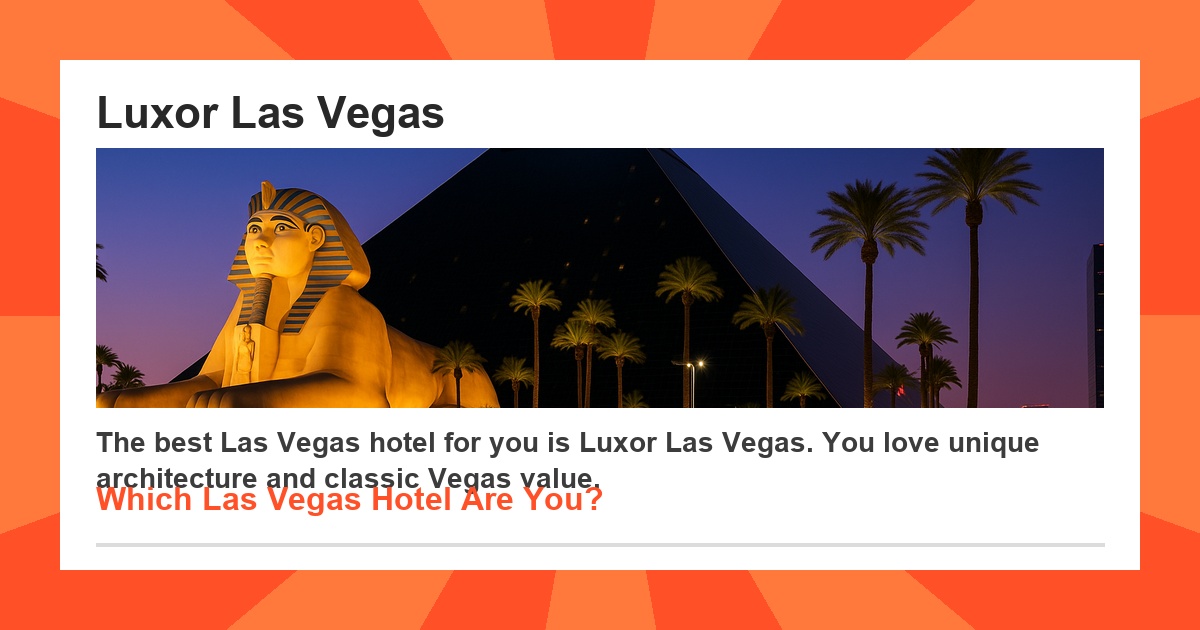 Luxor Las Vegas
The best Las Vegas hotel for you is Luxor Las Vegas. You love unique
architecture and classic Vegas value.
Which Las Vegas Hotel Are You?